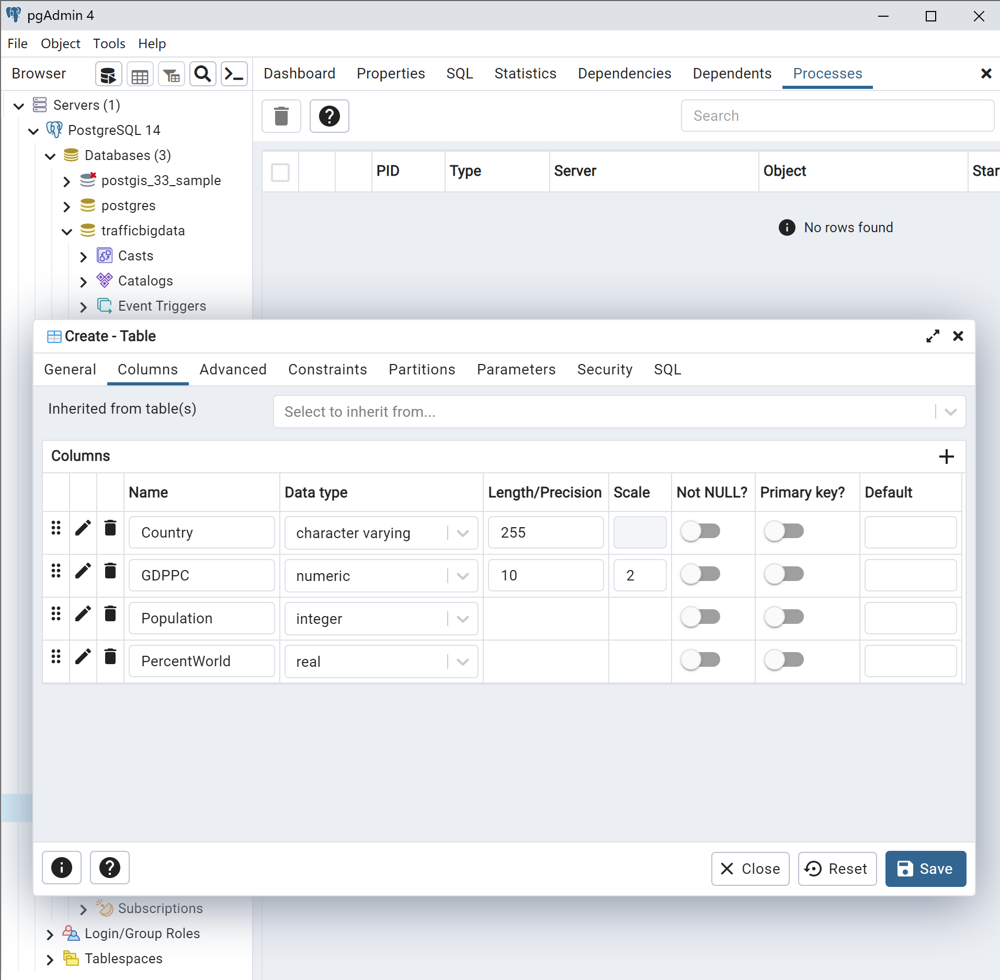 pgAdmin 4
File Object Tools Help
Browser
Dashboard Properties SQL Statistics Dependencies Dependents Processes
Servers (1)
PostgreSQL 14
Databases (3)
postgis_33_sample
postgres
trafficbigdata
Casts
Catalogs
Event Triggers
Search
PID Type Server Object Star
No rows found
Create - Table
General Columns Advanced Constraints Partitions Parameters Security SQL
Inherited from table(s) Select to inherit from...
Columns
Name Data type Length/Precision Scale Not NULL? Primary key? Default
Country character varying 255
GDPPC numeric 10 2
Population integer
PercentWorld real
Close Reset Save
Subscriptions
Login/Group Roles
Tablespaces